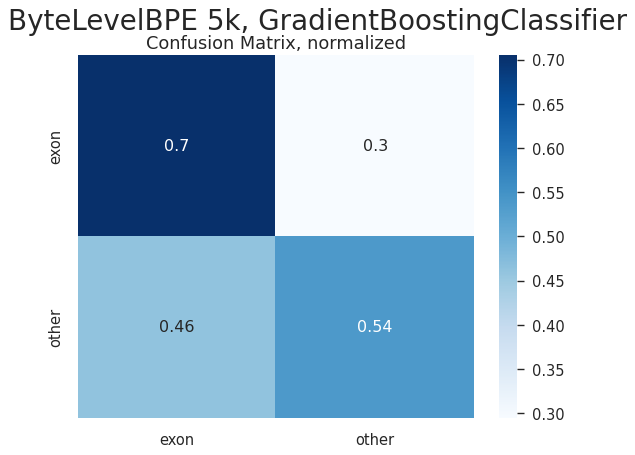 ByteLevelBPE 5k, GradientBoostingClassifier
Confusion Matrix, normalized
exon
other
0.7
0.3
0.46
0.54
exon
other
0.70
0.65
0.60
0.55
0.50
0.45
0.40
0.35
0.30